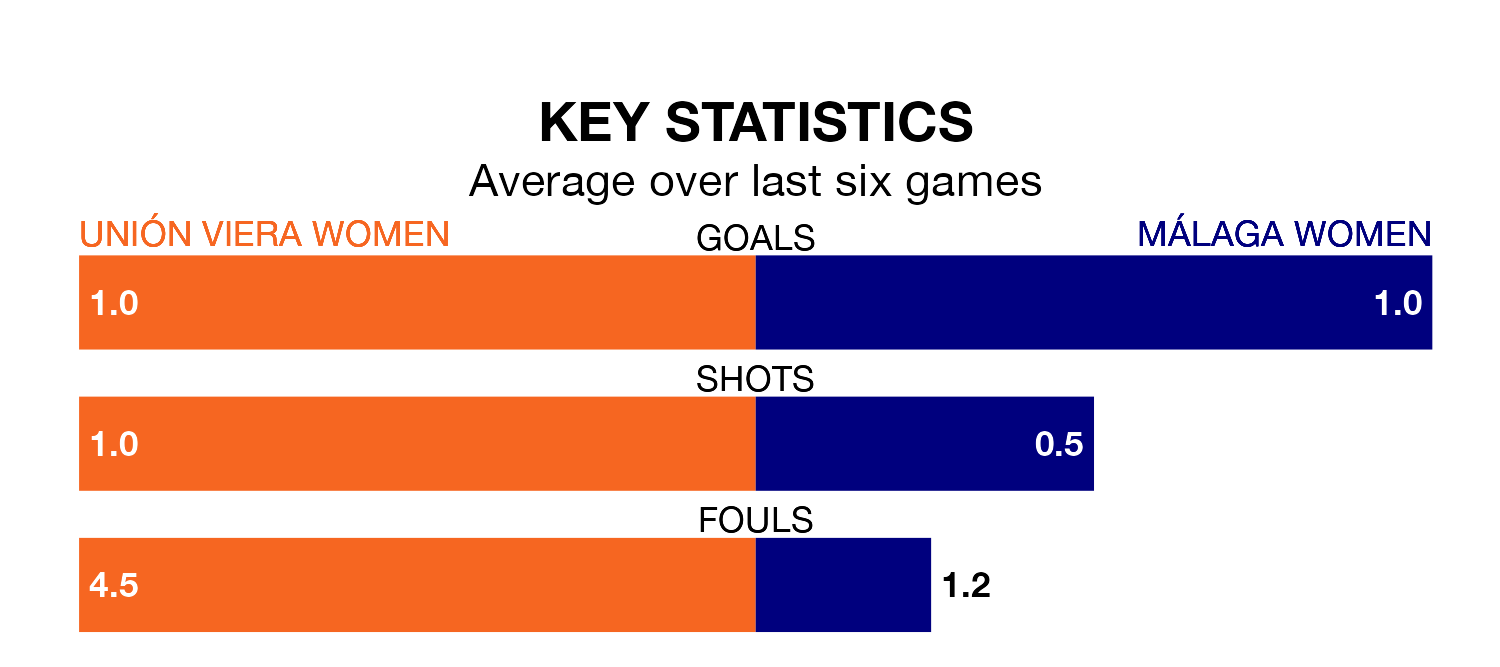 KEY STATISTICS
Average over last six games
UNIÓN VIERA WOMEN GOALS MÁLAGA WOMEN
1.0 1.0
SHOTS
1.0 0.5
FOULS
4.5 1.2